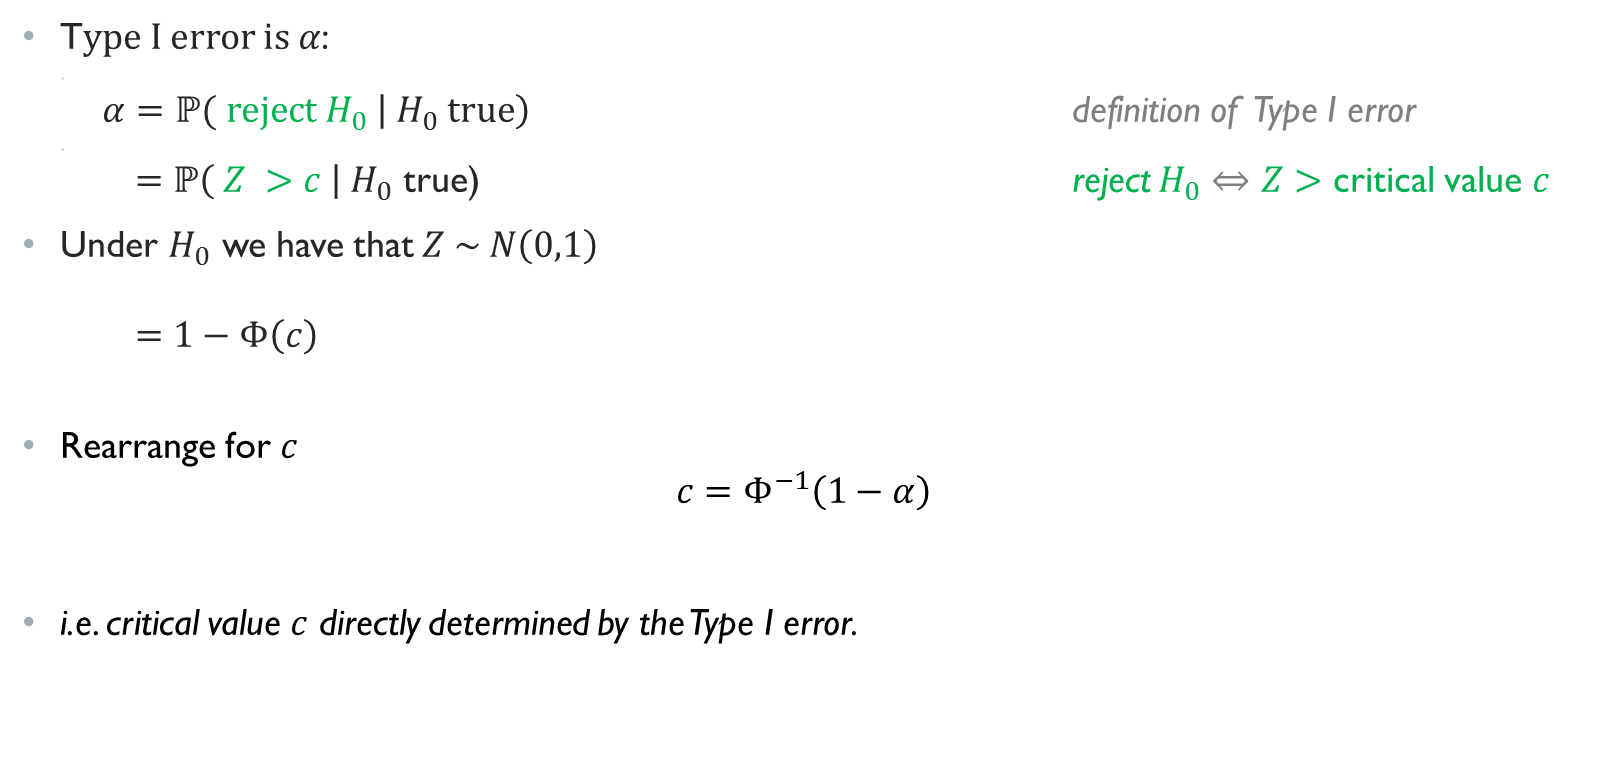 • Type I error is α:
α = ℙ( reject H₀ | H₀ true) definition of Type I error
= ℙ( Z > c | H₀ true) reject H₀ ⇔ Z > critical value c
• Under H₀ we have that Z ~ N(0,1)
= 1 − Φ(c)
• Rearrange for c
c = Φ⁻¹(1 − α)
• i.e. critical value c directly determined by the Type I error.